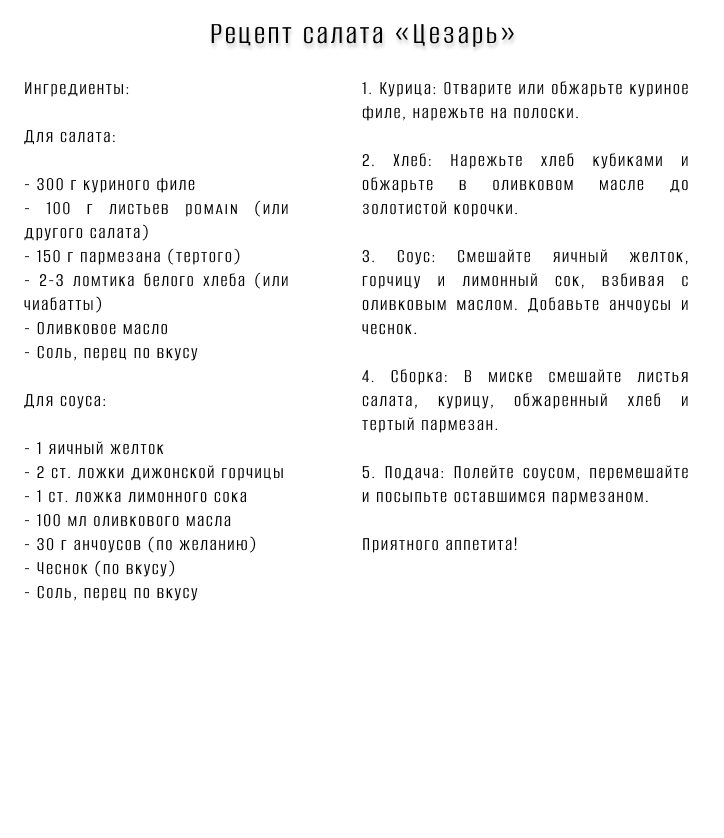 Рецепт салата «Цезарь»
Ингредиенты:
Для салата:
- 300 г куриного филе
- 100 г листьев ромаin (или
другого салата)
- 150 г пармезана (тертого)
- 2-3 ломтика белого хлеба (или
чиабатты)
- Оливковое масло
- Соль, перец по вкусу
Для соуса:
- 1 яичный желток
- 2 ст. ложки дижонской горчицы
- 1 ст. ложка лимонного сока
- 100 мл оливкового масла
- 30 г анчоусов (по желанию)
- Чеснок (по вкусу)
- Соль, перец по вкусу
1. Курица: Отварите или обжарьте куриное
филе, нарежьте на полоски.
2. Хлеб: Нарежьте хлеб кубиками и
обжарьте в оливковом масле до
золотистой корочки.
3. Соус: Смешайте яичный желток,
горчицу и лимонный сок, взбивая с
оливковым маслом. Добавьте анчоусы и
чеснок.
4. Сборка: В миске смешайте листья
салата, курицу, обжаренный хлеб и
тертый пармезан.
5. Подача: Полейте соусом, перемешайте
и посыпьте оставшимся пармезаном.
Приятного аппетита!